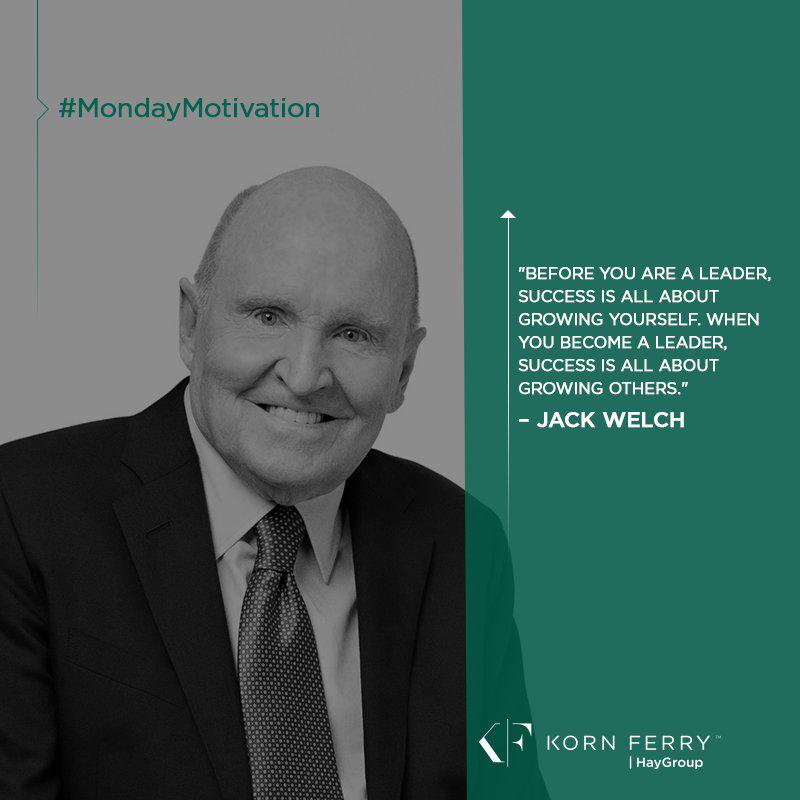 #MondayMotivation
"BEFORE YOU ARE A LEADER,
SUCCESS IS ALL ABOUT
GROWING YOURSELF. WHEN
YOU BECOME A LEADER,
SUCCESS IS ALL ABOUT
GROWING OTHERS."
– JACK WELCH
KF KORN FERRY™
| HayGroup